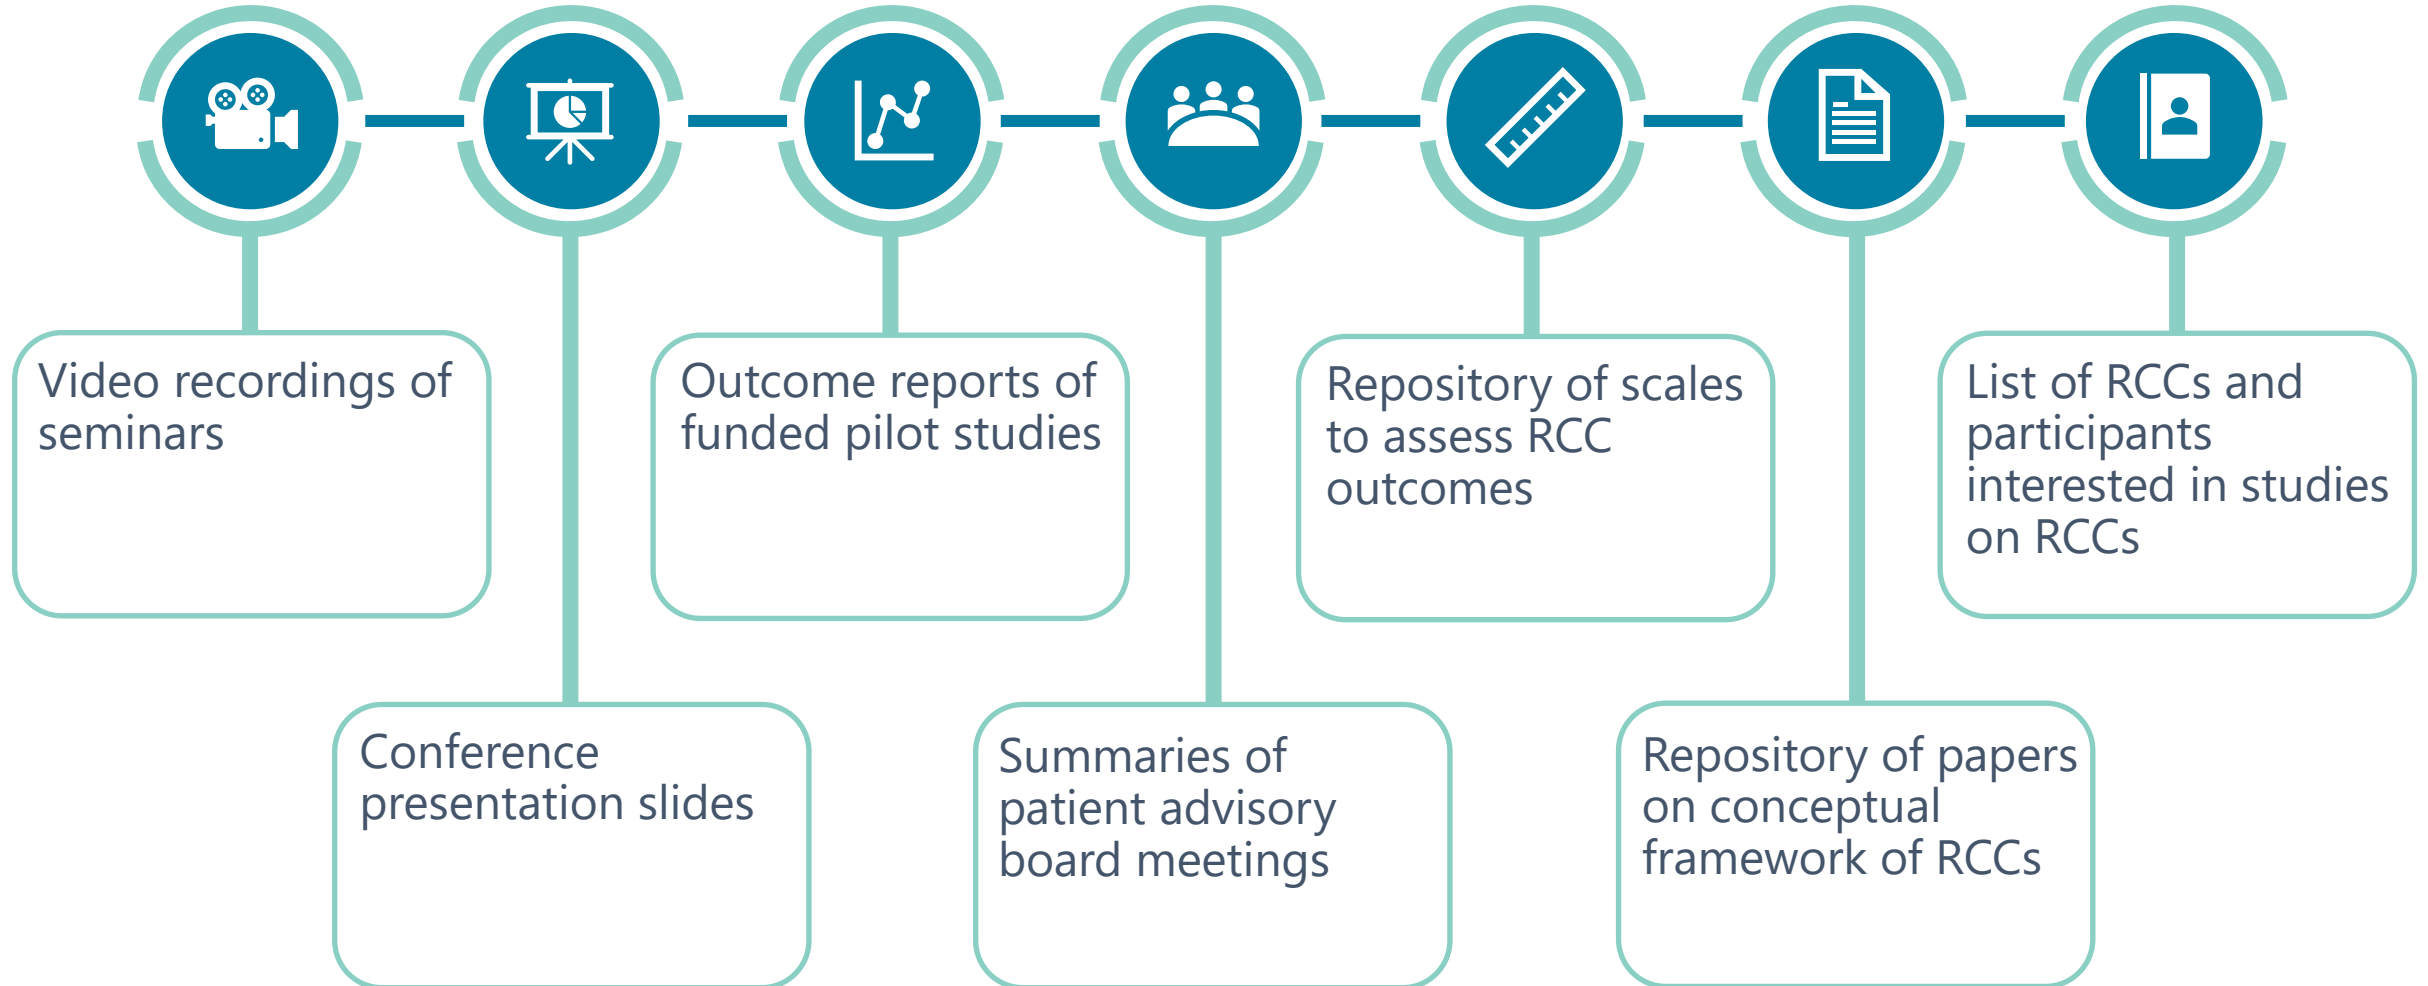 Video recordings of
seminars
Conference
presentation slides
Outcome reports of
funded pilot studies
Summaries of
patient advisory
board meetings
Repository of scales
to assess RCC
outcomes
Repository of papers
on conceptual
framework of RCCs
List of RCCs and
participants
interested in studies
on RCCs